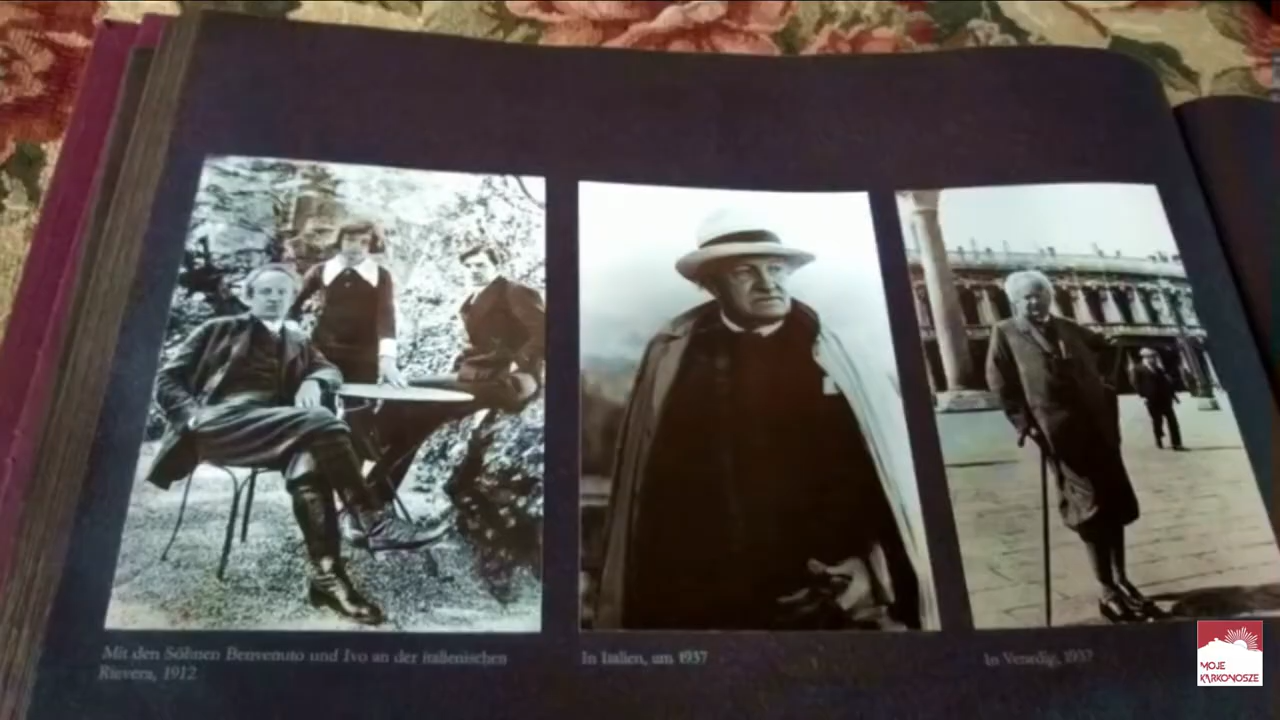 Mit den Söhnen Benvenuto und Ivo an der italienischen
Riviera, 1912
In Italien, um 1937
In Venedig, 1937
MOJE
KARKONOSZE